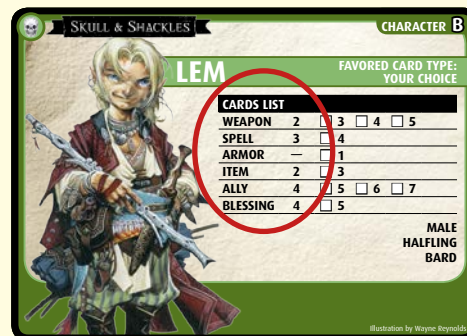 SKULL & SHACKLES
CHARACTER B
LEM
FAVORED CARD TYPE:
YOUR CHOICE
CARDS LIST
WEAPON 2 □ 3 □ 4 □ 5
SPELL 3 □ 4
ARMOR — □ 1
ITEM 2 □ 3
ALLY 4 □ 5 □ 6 □ 7
BLESSING 4 □ 5
MALE
HALFLING
BARD
Illustration by Wayne Reynolds